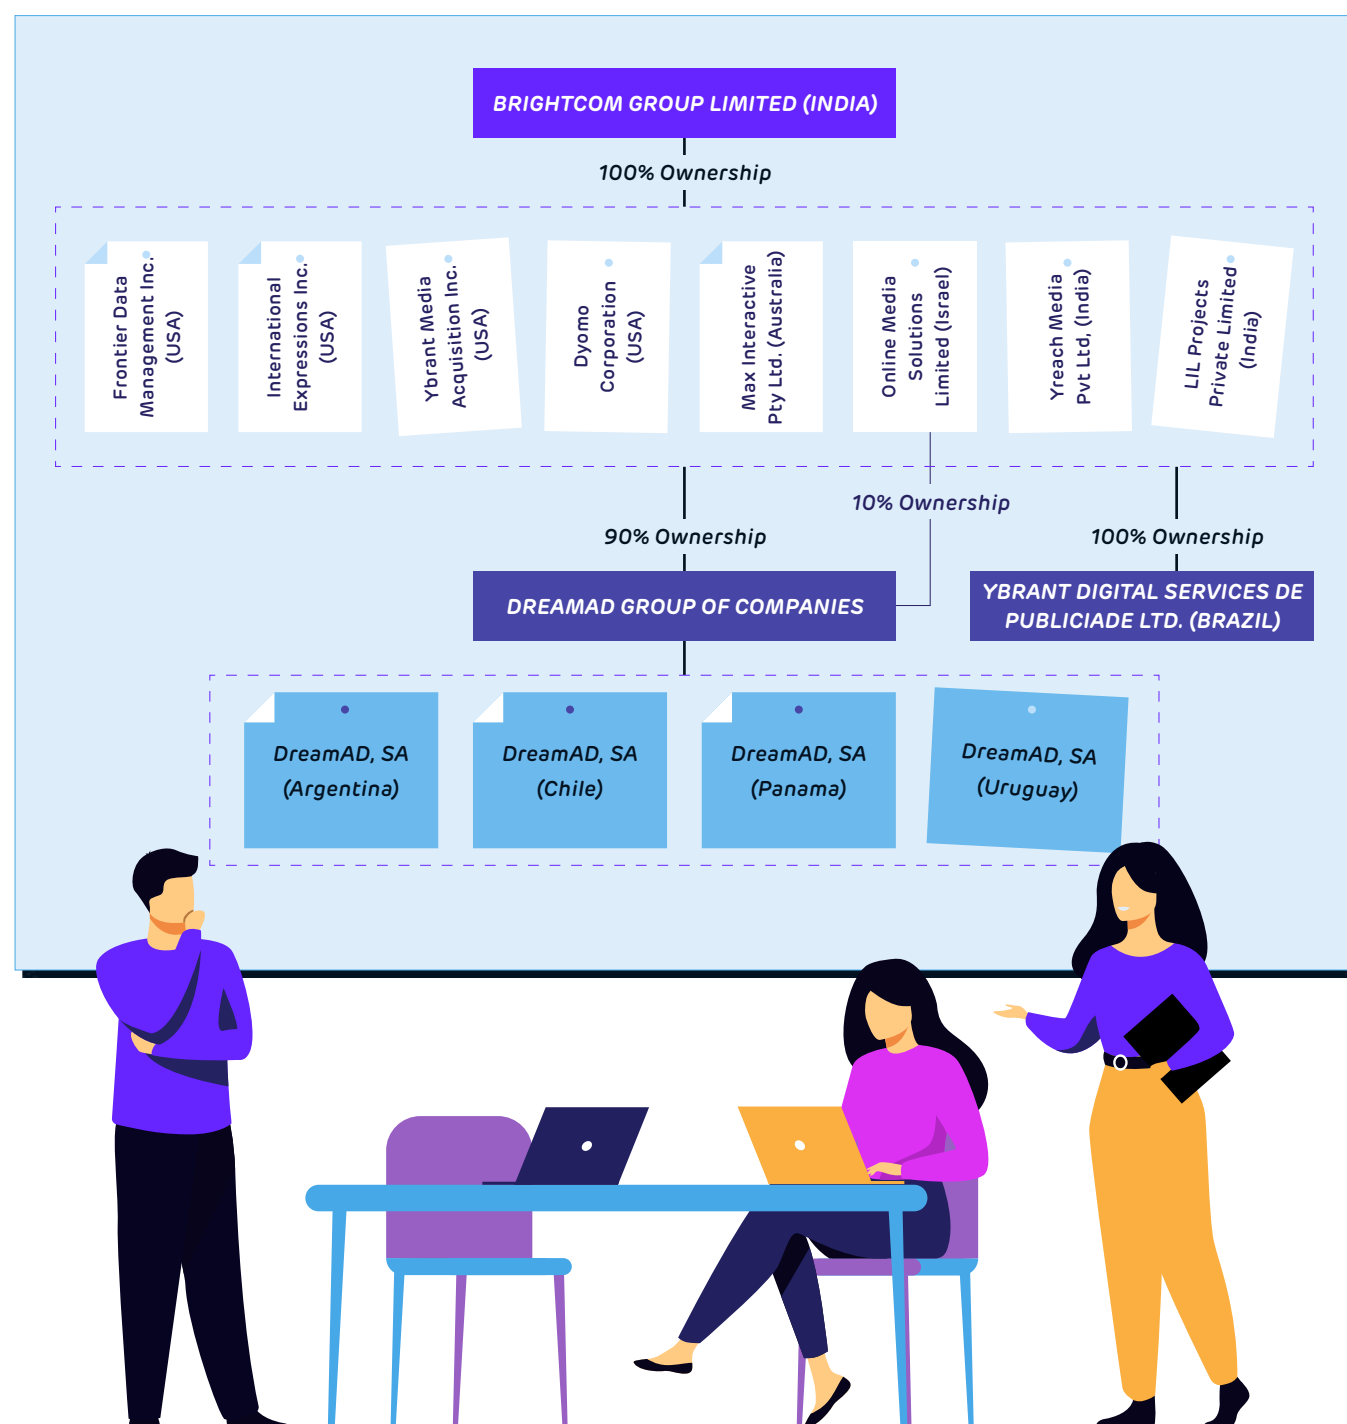 BRIGHTCOM GROUP LIMITED (INDIA)
100% Ownership
Frontier Data
Management Inc.
(USA)
International
Expressions Inc.
(USA)
Ybrant Media
Acquisition Inc.
(USA)
Dyomo
Corporation
(USA)
Max Interactive
Pty Ltd. (Australia)
Online Media
Solutions
Limited (Israel)
Yreach Media
Pvt Ltd, (India)
LIL Projects
Private Limited
(India)
10% Ownership
90% Ownership
100% Ownership
DREAMAD GROUP OF COMPANIES
YBRANT DIGITAL SERVICES DE
PUBLICIADE LTD. (BRAZIL)
DreamAD, SA
(Argentina)
DreamAD, SA
(Chile)
DreamAD, SA
(Panama)
DreamAD, SA
(Uruguay)